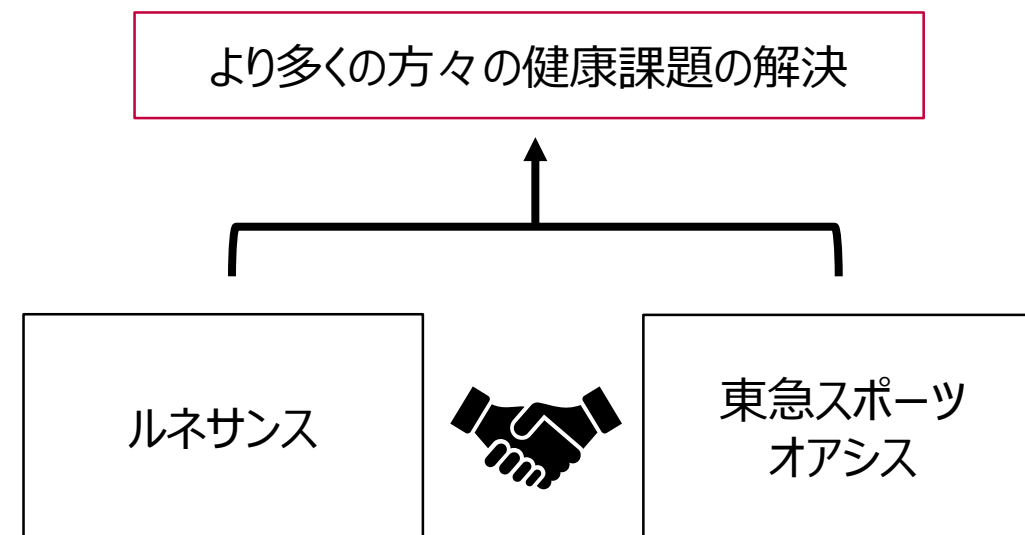 より多くの方々の健康課題の解決
ルネサンス
東急スポーツ
オアシス